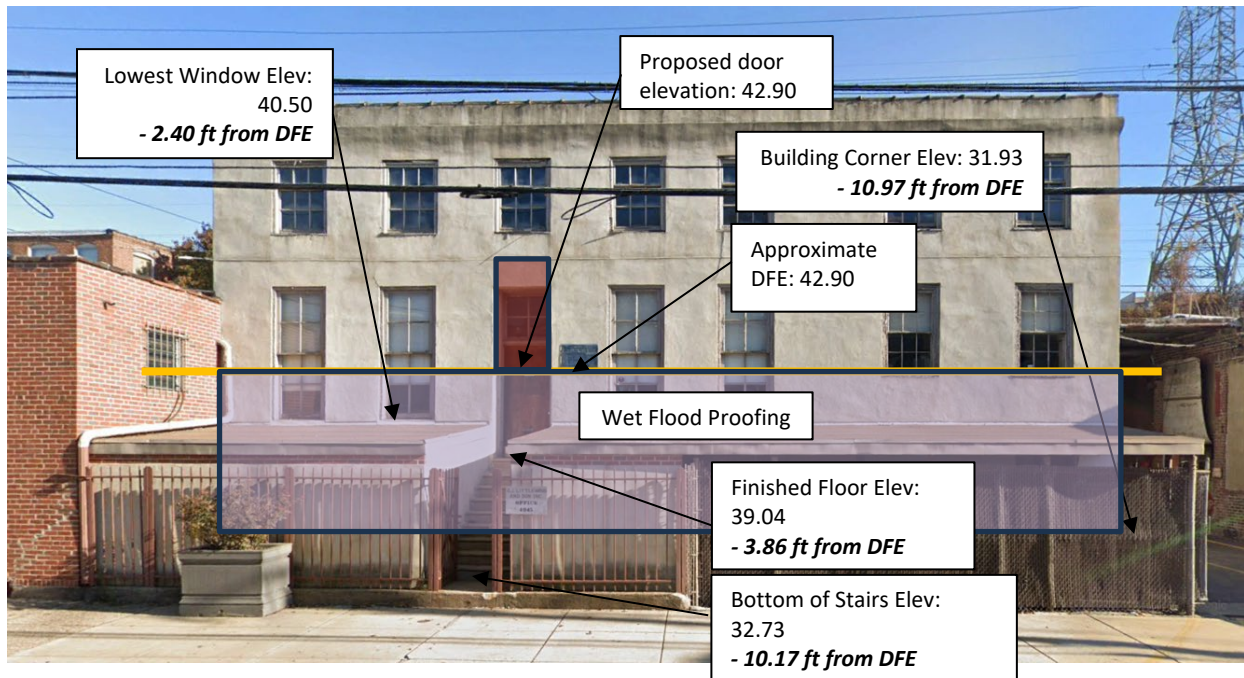 Lowest Window Elev:
40.50
- 2.40 ft from DFE
Proposed door
elevation: 42.90
Building Corner Elev: 31.93
- 10.97 ft from DFE
Approximate
DFE: 42.90
Wet Flood Proofing
Finished Floor Elev:
39.04
- 3.86 ft from DFE
Bottom of Stairs Elev:
32.73
- 10.17 ft from DFE